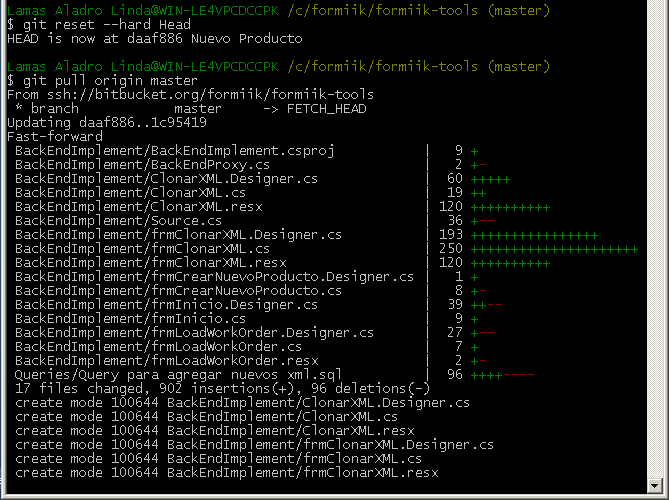 Lamas Aladro Linda@WIN-LE4VPCDCCPK /c/formiik/formiik-tools (master)
$ git reset --hard Head
HEAD is now at daaf886 Nuevo Producto
Lamas Aladro Linda@WIN-LE4VPCDCCPK /c/formiik/formiik-tools (master)
$ git pull origin master
From ssh://bitbucket.org/formiik/formiik-tools
 * branch            master     -> FETCH_HEAD
Updating daaf886..1c95419
Fast-forward
 BackEndImplement/BackEndImplement.csproj           |   9 +
 BackEndImplement/BackEndProxy.cs                   |   2 +-
 BackEndImplement/ClonarXML.Designer.cs             |  60 +++++
 BackEndImplement/ClonarXML.cs                      |  19 ++
 BackEndImplement/ClonarXML.resx                    | 120 ++++++++++
 BackEndImplement/Source.cs                         |  36 +--
 BackEndImplement/frmClonarXML.Designer.cs          | 193 ++++++++++++++++
 BackEndImplement/frmClonarXML.cs                   | 250 +++++++++++++++++++++
 BackEndImplement/frmClonarXML.resx                 | 120 ++++++++++
 BackEndImplement/frmCrearNuevoProducto.Designer.cs |   1 +
 BackEndImplement/frmCrearNuevoProducto.cs          |   8 +-
 BackEndImplement/frmInicio.Designer.cs             |  39 ++--
 BackEndImplement/frmInicio.cs                      |   9 +
 BackEndImplement/frmLoadWorkOrder.Designer.cs      |  27 +--
 BackEndImplement/frmLoadWorkOrder.cs               |   7 +
 BackEndImplement/frmLoadWorkOrder.resx             |   2 +-
 Queries/Query para agregar nuevos xml.sql          |  96 ++++----
 17 files changed, 902 insertions(+), 96 deletions(-)
 create mode 100644 BackEndImplement/ClonarXML.Designer.cs
 create mode 100644 BackEndImplement/ClonarXML.cs
 create mode 100644 BackEndImplement/ClonarXML.resx
 create mode 100644 BackEndImplement/frmClonarXML.Designer.cs
 create mode 100644 BackEndImplement/frmClonarXML.cs
 create mode 100644 BackEndImplement/frmClonarXML.resx